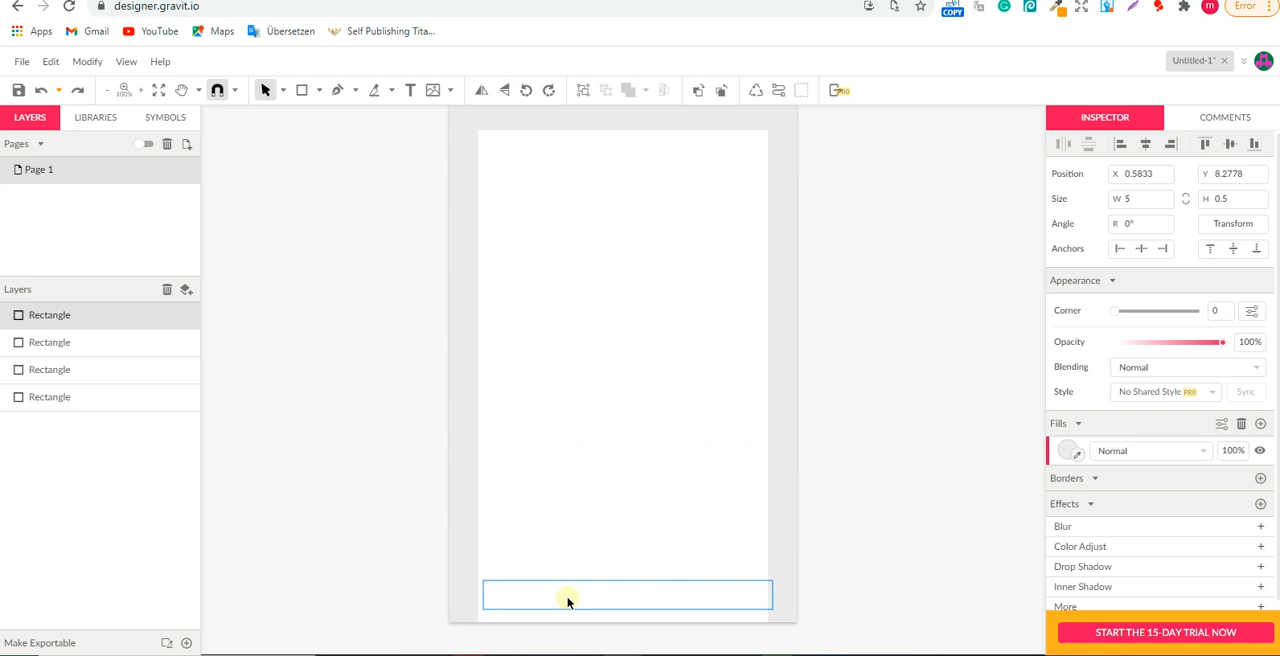 designer.gravit.io
COPY
m
Error
Apps
Gmail
YouTube
Maps
Übersetzen
Self Publishing Tita...
File
Edit
Modify
View
Help
Untitled-1*
- 100% +
PRO
LAYERS
LIBRARIES
SYMBOLS
INSPECTOR
COMMENTS
Pages
Page 1
Position
X 0.5833
Y 8.2778
Size
W 5
H 0.5
Angle
R 0°
Transform
Anchors
Layers
Appearance
Rectangle
Corner
0
Rectangle
Opacity
100%
Rectangle
Blending
Normal
Rectangle
Style
No Shared Style PRO
Sync
Fills
Normal
100%
Borders
Effects
Blur
Color Adjust
Drop Shadow
Inner Shadow
More
Make Exportable
START THE 15-DAY TRIAL NOW